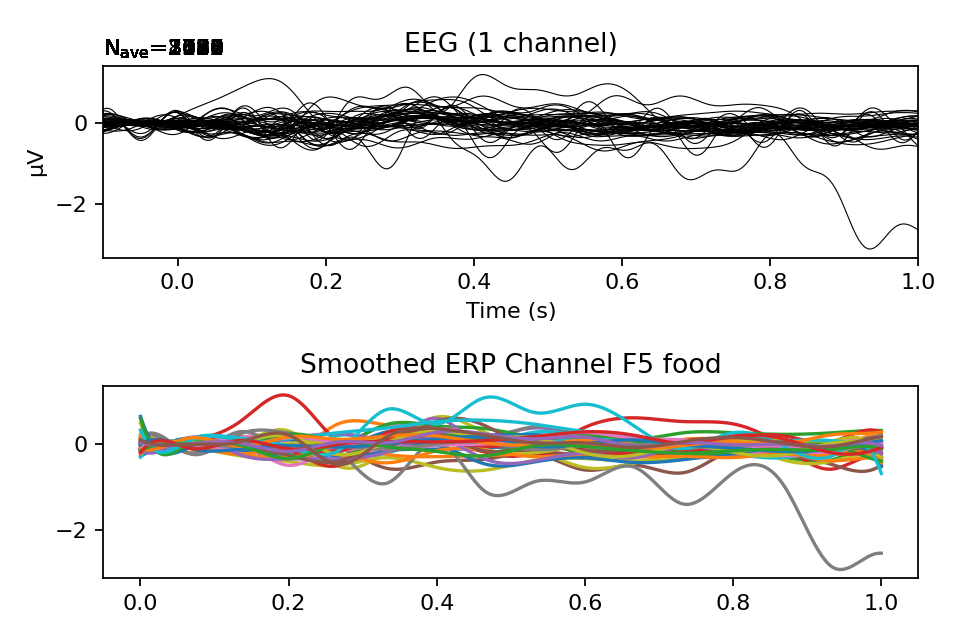 N_ave=
EEG (1 channel)
0
−2
µV
0.0 0.2 0.4 0.6 0.8 1.0
Time (s)
Smoothed ERP Channel F5 food
0
−2
0.0 0.2 0.4 0.6 0.8 1.0